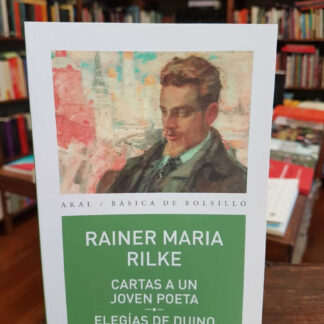 AKAL / BÁSICA DE BOLSILLO
RAINER MARIA
RILKE
CARTAS A UN
JOVEN POETA
ELEGÍAS DE DUINO